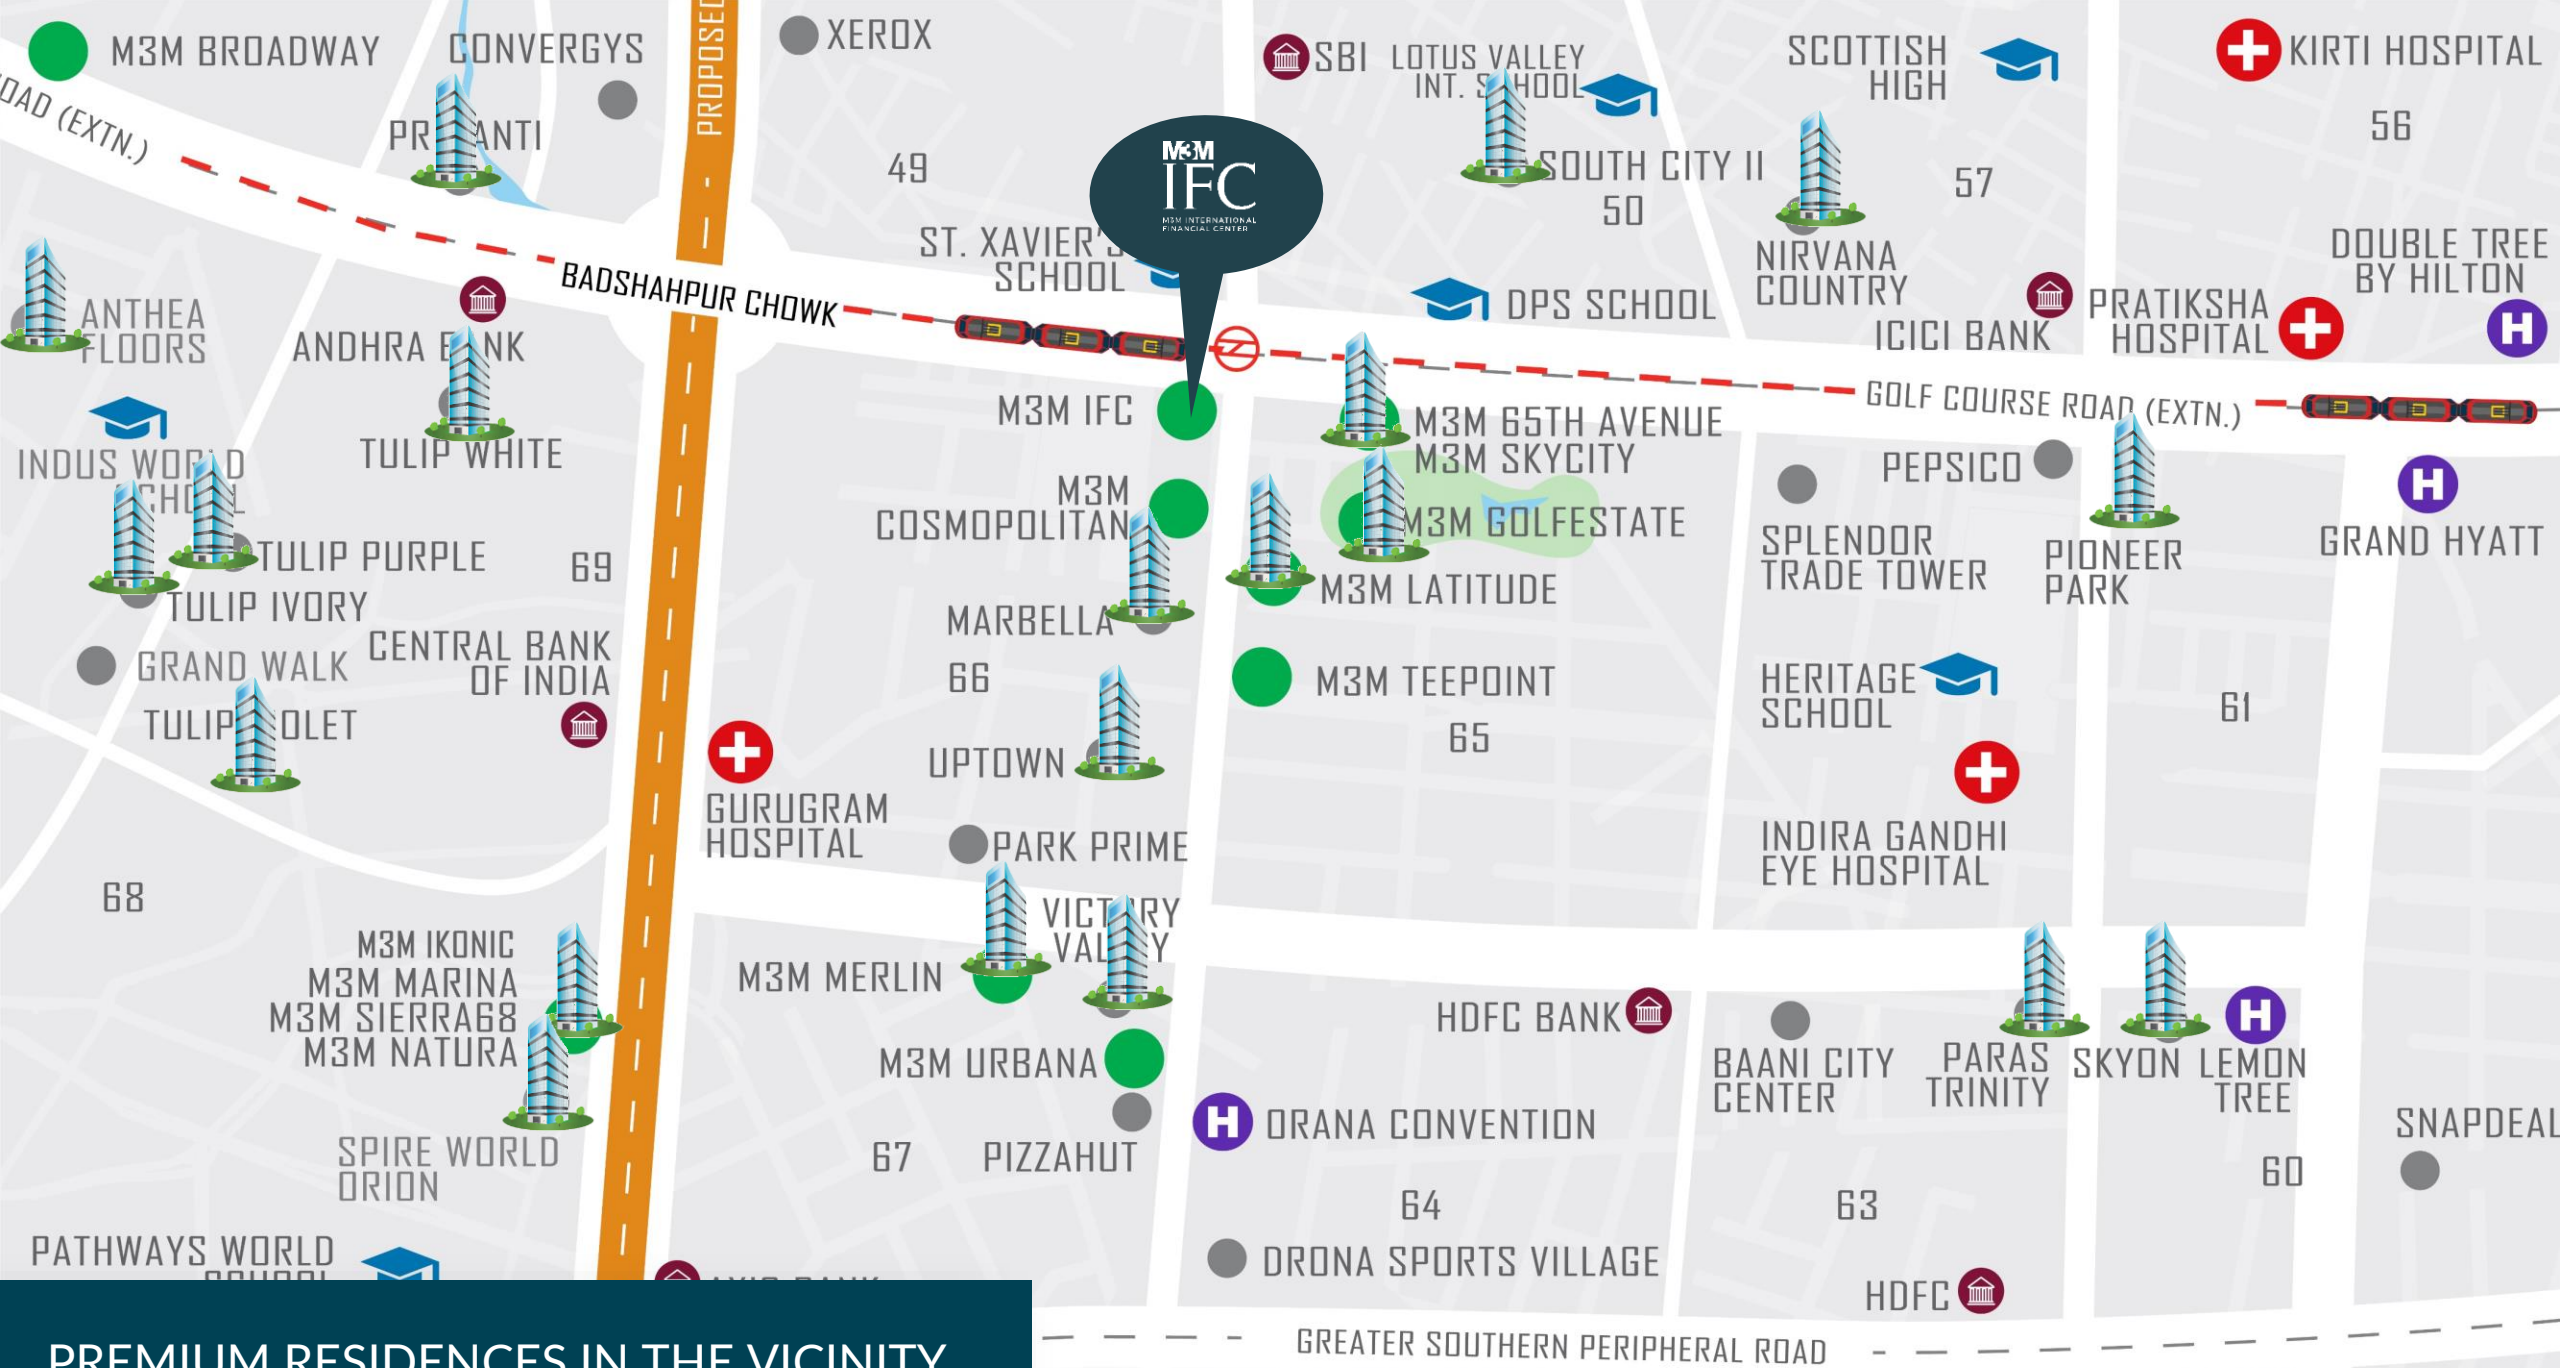 M3M BROADWAY
CONVERGYS
PROPOSED
XEROX
SBI
LOTUS VALLEY
INT. SCHOOL
SCOTTISH
HIGH
KIRTI HOSPITAL
(EXTN.)
49
M3M
IFC
M3M INTERNATIONAL
FINANCIAL CENTER
SOUTH CITY II
50
57
56
ST. XAVIER'S
SCHOOL
DOUBLE TREE
BY HILTON
NIRVANA
COUNTRY
BADSHAHPUR CHOWK
DPS SCHOOL
ICICI BANK
PRATIKSHA
HOSPITAL
ANTHEA
FLOORS
ANDHRA BANK
TULIP WHITE
M3M IFC
M3M 65TH AVENUE
M3M SKYCITY
GOLF COURSE ROAD (EXTN.)
INDUS WORLD
SCHOOL
PEPSICO
M3M
COSMOPOLITAN
M3M GOLFESTATE
SPLENDOR
TRADE TOWER
PIONEER
PARK
GRAND HYATT
TULIP PURPLE
69
TULIP IVORY
M3M LATITUDE
MARBELLA
CENTRAL BANK
OF INDIA
GRAND WALK
66
M3M TEEPOINT
HERITAGE
SCHOOL
61
TULIP
65
UPTOWN
GURUGRAM
HOSPITAL
PARK PRIME
INDIRA GANDHI
EYE HOSPITAL
68
VICTORY
VALLEY
M3M IKONIC
M3M MARINA
M3M SIERRA68
M3M NATURA
M3M MERLIN
HDFC BANK
M3M URBANA
BAANI CITY
CENTER
PARAS
TRINITY
SKYON
LEMON
TREE
ORANA CONVENTION
SNAPDEAL
SPIRE WORLD
ORION
67
PIZZAHUT
60
64
63
PATHWAYS WORLD
SCHOOL
DRONA SPORTS VILLAGE
AXIS BANK
HDFC
GREATER SOUTHERN PERIPHERAL ROAD
PREMIUM RESIDENCES IN THE VICINITY